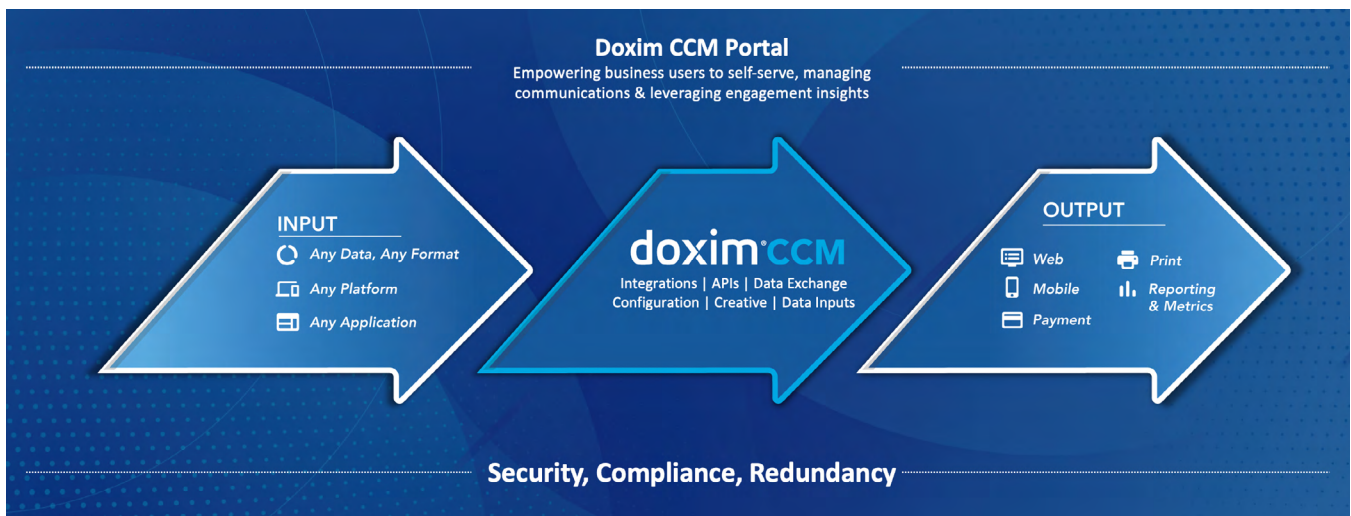 Doxim CCM Portal
Empowering business users to self-serve, managing
communications & leveraging engagement insights
INPUT
Any Data, Any Format
Any Platform
Any Application
doxim® CCM
Integrations | APIs | Data Exchange
Configuration | Creative | Data Inputs
OUTPUT
Web
Mobile
Payment
Print
Reporting
& Metrics
Security, Compliance, Redundancy